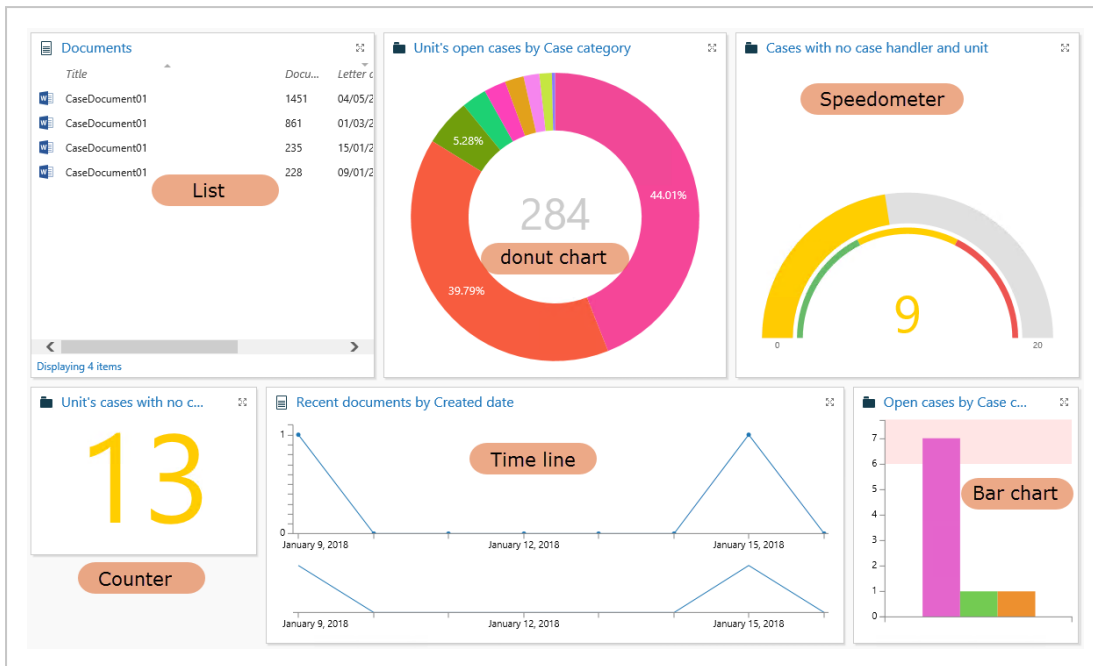 Documents
Title Docu... Letter d
CaseDocument01 1451 04/05/2
CaseDocument01 861 01/03/2
CaseDocument01 235 15/01/2
CaseDocument01 228 09/01/2
List
Displaying 4 items
Unit's open cases by Case category
5.28%
44.01%
284
donut chart
39.79%
Cases with no case handler and unit
Speedometer
9
0 20
Unit's cases with no c...
13
Counter
Recent documents by Created date
1
Time line
0
January 9, 2018 January 12, 2018 January 15, 2018
January 9, 2018 January 12, 2018 January 15, 2018
Open cases by Case c...
7
6
5
Bar chart
4
3
2
1
0